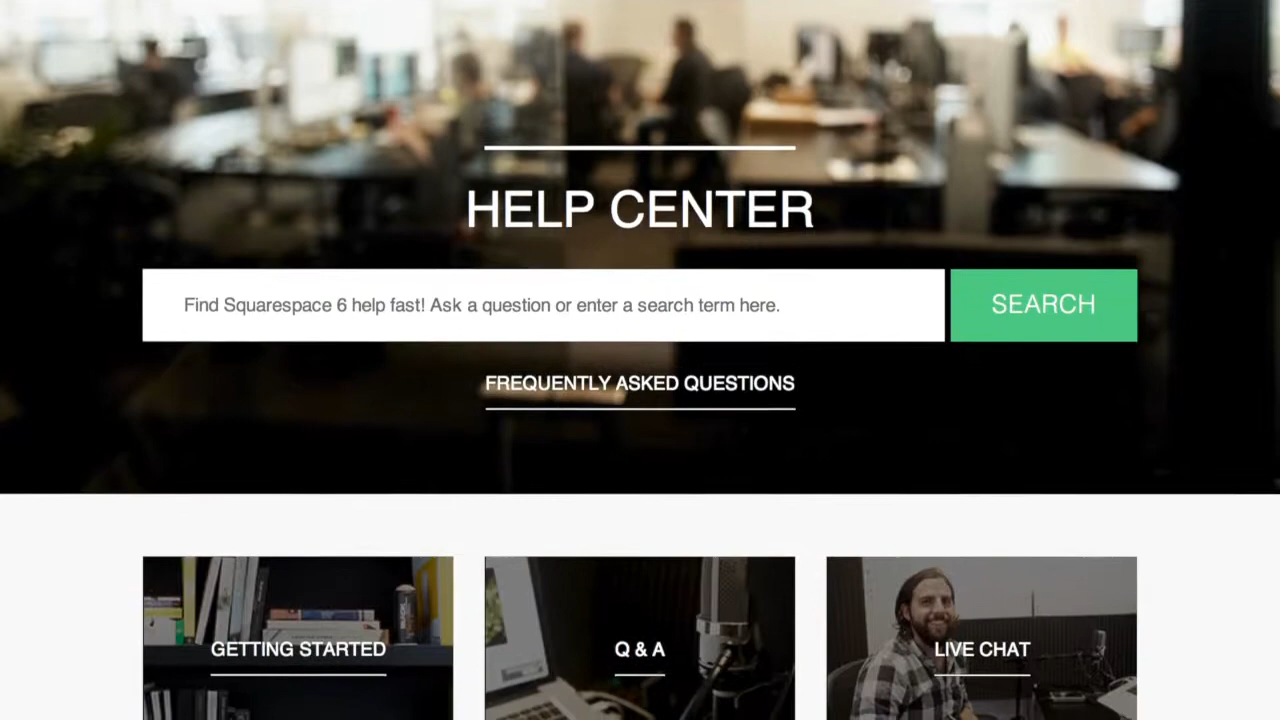 HELP CENTER
Find Squarespace 6 help fast! Ask a question or enter a search term here.
SEARCH
FREQUENTLY ASKED QUESTIONS
GETTING STARTED
Q & A
LIVE CHAT